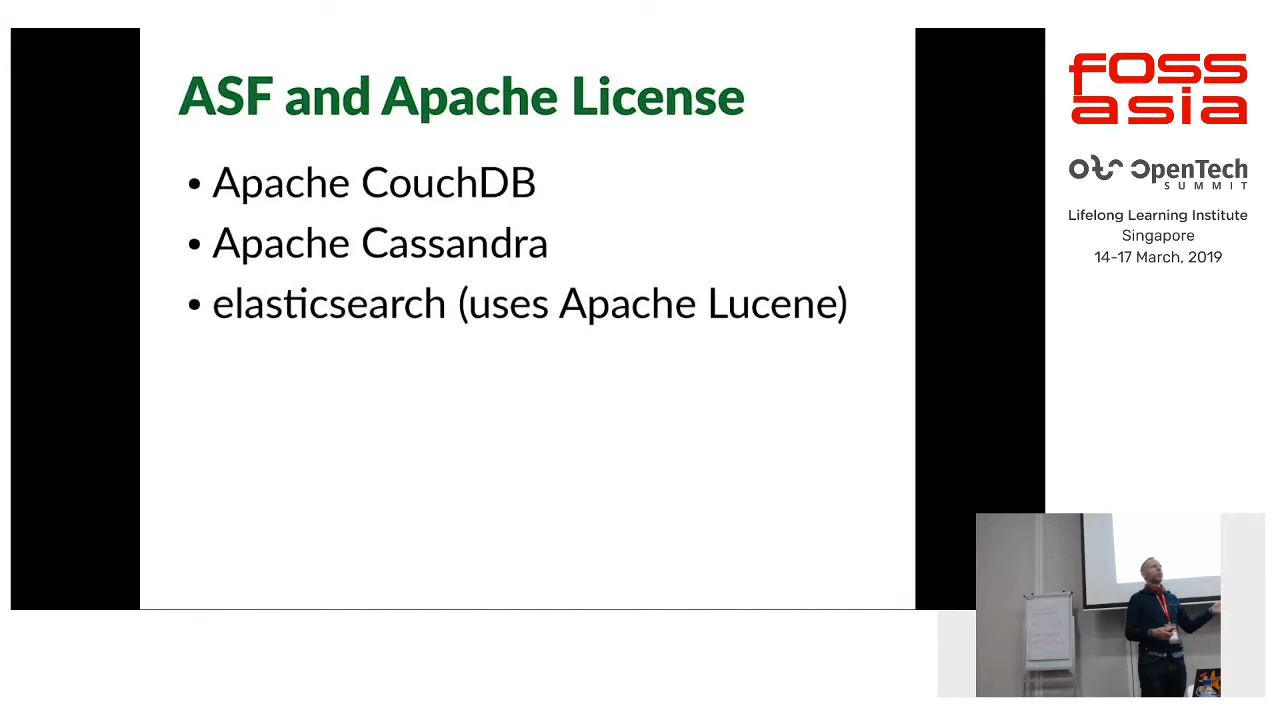 ASF and Apache License
• Apache CouchDB
• Apache Cassandra
• elasticsearch (uses Apache Lucene)
FOSS
asia
OpenTech
SUMMIT
Lifelong Learning Institute
Singapore
14-17 March, 2019